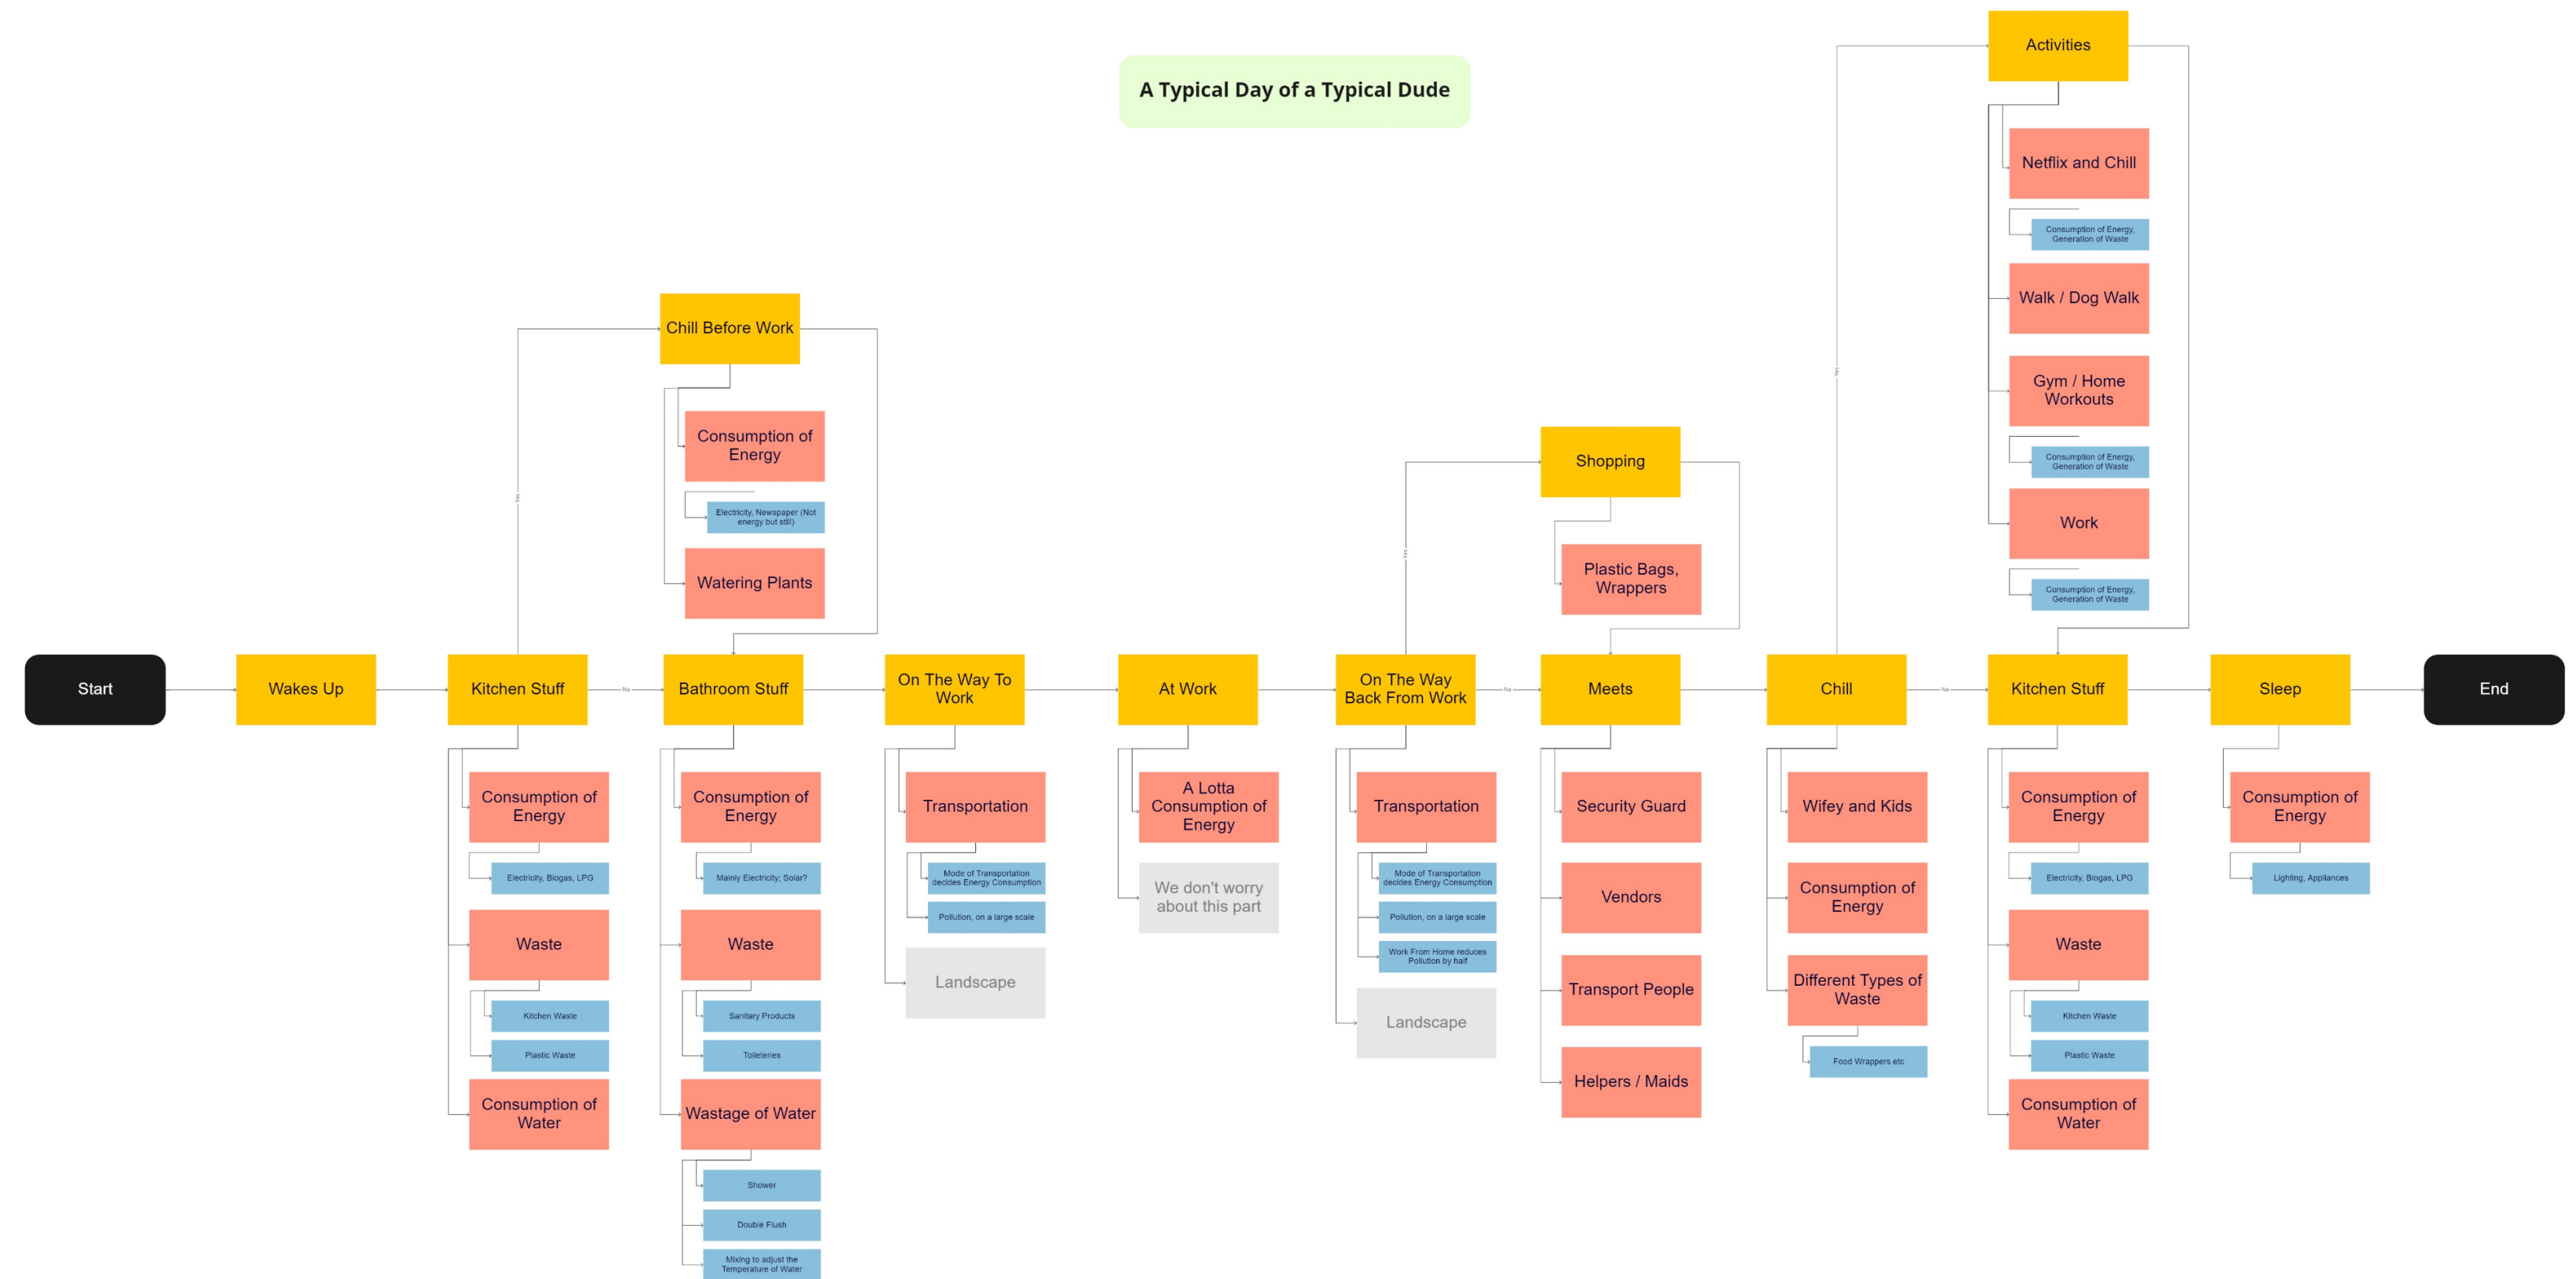 A Typical Day of a Typical Dude
Activities
Netflix and Chill
Consumption of Energy,
Generation of Waste
Walk / Dog Walk
Gym / Home
Workouts
Consumption of Energy,
Generation of Waste
Work
Consumption of Energy,
Generation of Waste
Yes
Chill Before Work
Consumption of
Energy
Electricity, Newspaper (Not
energy but still)
Watering Plants
Yes
Shopping
Plastic Bags,
Wrappers
Yes
Start
Wakes Up
Kitchen Stuff
No
Bathroom Stuff
On The Way To
Work
At Work
On The Way
Back From Work
No
Meets
Chill
No
Kitchen Stuff
Sleep
End
Consumption of
Energy
Electricity, Biogas, LPG
Waste
Kitchen Waste
Plastic Waste
Consumption of
Water
Consumption of
Energy
Mainly Electricity; Solar?
Waste
Sanitary Products
Toileteries
Wastage of Water
Shower
Double Flush
Mixing to adjust the
Temperature of Water
Transportation
Mode of Transportation
decides Energy Consumption
Pollution, on a large scale
Landscape
A Lotta
Consumption of
Energy
We don't worry
about this part
Transportation
Mode of Transportation
decides Energy Consumption
Pollution, on a large scale
Work From Home reduces
Pollution by half
Landscape
Security Guard
Vendors
Transport People
Helpers / Maids
Wifey and Kids
Consumption of
Energy
Different Types of
Waste
Food Wrappers etc
Consumption of
Energy
Electricity, Biogas, LPG
Waste
Kitchen Waste
Plastic Waste
Consumption of
Water
Consumption of
Energy
Lighting, Appliances